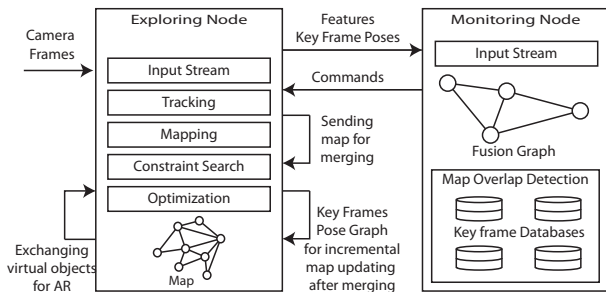 Exploring Node
Monitoring Node
Camera
Frames
Input Stream
Tracking
Mapping
Constraint Search
Optimization
Map
Features
Key Frame Poses
Commands
Sending
map for
merging
Key Frames
Pose Graph
for incremental
map updating
after merging
Exchanging
virtual objects
for AR
Input Stream
Fusion Graph
Map Overlap Detection
Key frame Databases